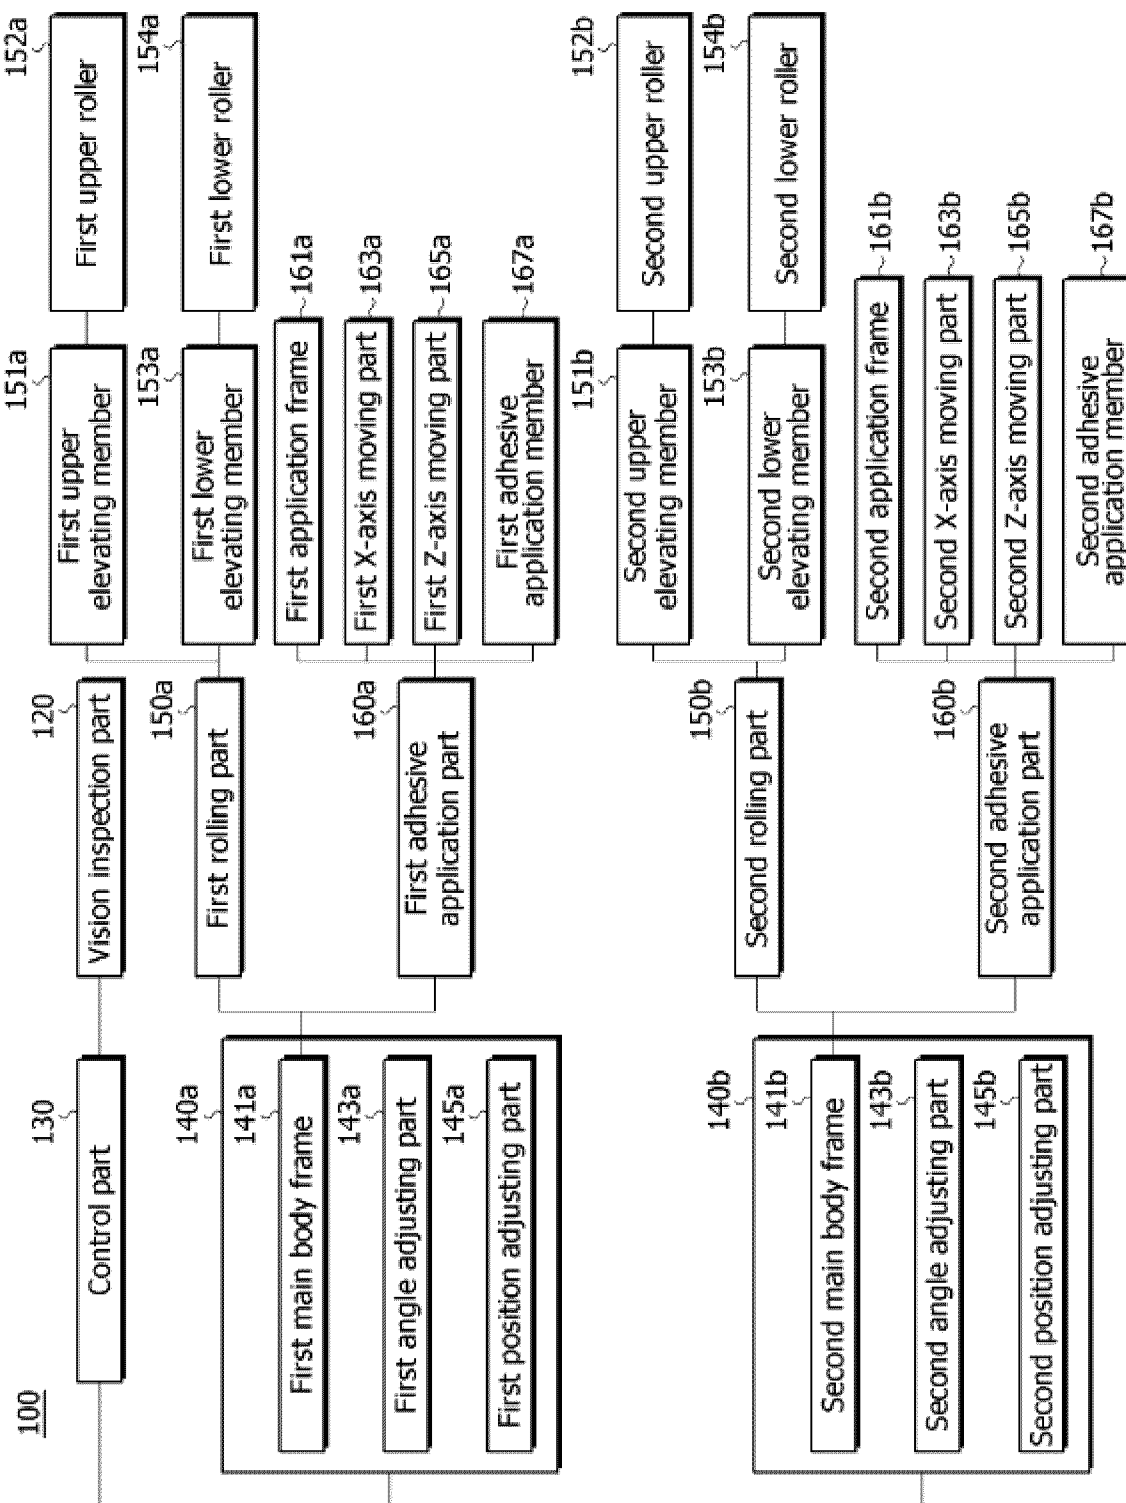 100
130
Control part
120
Vision inspection part
140a
141a
First main body frame
143a
First angle adjusting part
145a
First position adjusting part
150a
First rolling part
151a
First upper
elevating member
152a
First upper roller
153a
First lower
elevating member
154a
First lower roller
160a
First adhesive
application part
First application frame
161a
First X-axis moving part
163a
First Z-axis moving part
165a
First adhesive
application member
167a
140b
141b
Second main body frame
143b
Second angle adjusting part
145b
Second position adjusting part
150b
Second rolling part
151b
Second upper
elevating member
152b
Second upper roller
153b
Second lower
elevating member
154b
Second lower roller
160b
Second adhesive
application part
Second application frame
161b
Second X-axis moving part
163b
Second Z-axis moving part
165b
Second adhesive
application member
167b